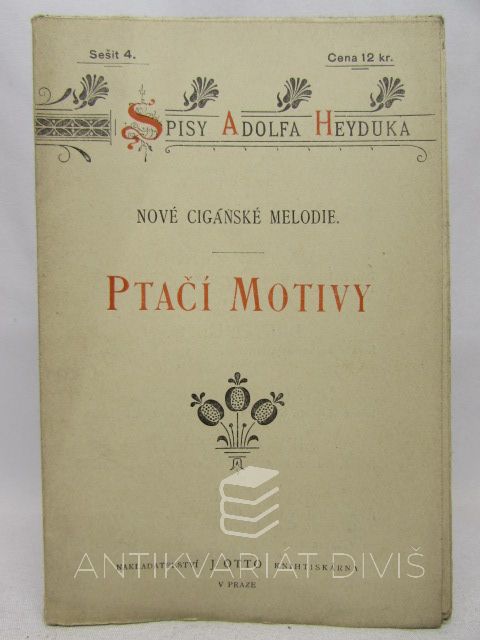 Sešit 4. Cena 12 kr.
SPISY ADOLFA HEYDUKA
NOVÉ CIGÁNSKÉ MELODIE.
PTAČÍ MOTIVY
ANTIKVARIÁT DIVIŠ
NAKLADATELSTVÍ J. OTTO KNIHTISKÁRNA
V PRAZE